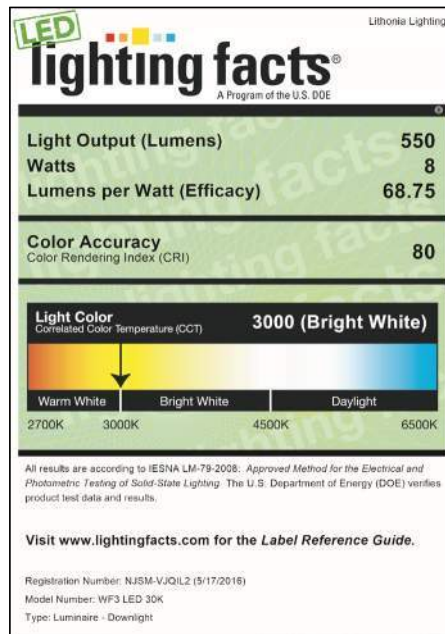 LED
Lithonia Lighting
lighting facts®
A Program of the U.S. DOE
Light Output (Lumens) 550
Watts 8
Lumens per Watt (Efficacy) 68.75
Color Accuracy 80
Color Rendering Index (CRI)
Light Color 3000 (Bright White)
Correlated Color Temperature (CCT)
Warm White Bright White Daylight
2700K 3000K 4500K 6500K
All results are according to IESNA LM-79-2008: Approved Method for the Electrical and
Photometric Testing of Solid-State Lighting. The U.S. Department of Energy (DOE) verifies
product test data and results.
Visit www.lightingfacts.com for the Label Reference Guide.
Registration Number: NJSM-VJQIL2 (5/17/2016)
Model Number: WF3 LED 30K
Type: Luminaire - Downlight